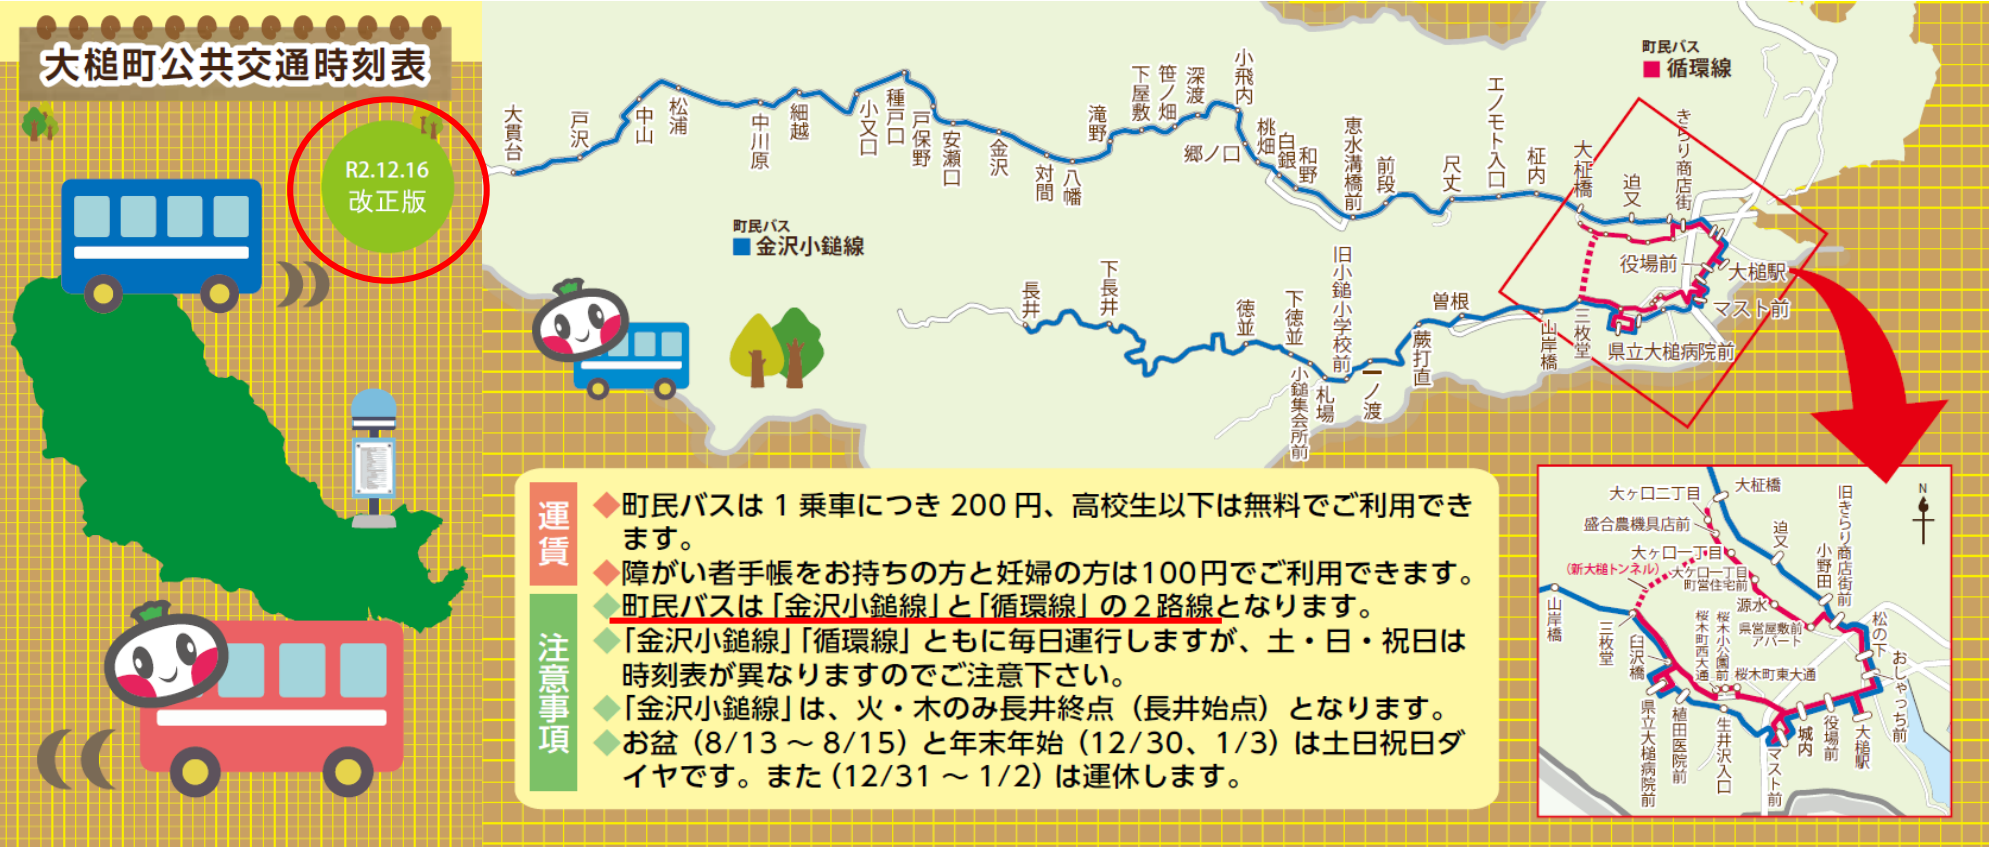 大槌町公共交通時刻表
R2.12.16
改正版
町民バス
循環線
町民バス
金沢小鎚線
大貫台
戸沢
中山
松浦
中川原
細越
小又口
種戸口
戸保野
安瀬口
金沢
対間
八幡
滝野
下屋敷
笹ノ畑
深渡
郷ノ口
小飛内
桃畑
白銀
和野
恵水溝橋前
前段
尺丈
エノモト入口
柾内
大柾橋
迫又
きらり商店街
役場前
大槌駅
マスト前
県立大槌病院前
三枚堂
山岸橋
曽根
蕨打直
一ノ渡
旧小鎚小学校前
札場
小鎚集会所前
下徳並
徳並
下長井
長井
運賃
◆町民バスは 1 乗車につき 200 円、高校生以下は無料でご利用でき
ます。
◆障がい者手帳をお持ちの方と妊婦の方は100円でご利用できます。
注意事項
◆町民バスは「金沢小鎚線」と「循環線」の２路線となります。
◆「金沢小鎚線」「循環線」ともに毎日運行しますが、土・日・祝日は
時刻表が異なりますのでご注意下さい。
◆「金沢小鎚線」は、火・木のみ長井終点（長井始点）となります。
◆お盆（8/13 ～ 8/15）と年末年始（12/30、1/3）は土日祝日ダ
イヤです。また（12/31 ～ 1/2）は運休します。
N
大ヶ口二丁目
大柾橋
盛合農機具店前
大ヶ口一丁目
(新大槌トンネル)
大ケ口一丁目
町営住宅前
源水
県営屋敷前
アパート
迫又
小野田
旧きらり商店街前
松の下
おしゃっち前
山岸橋
三枚堂
臼沢橋
桜木町西大通
桜木小公園前
桜木町東大通
県立大槌病院前
植田医院前
生井沢入口
マスト前
城内
役場前
大槌駅